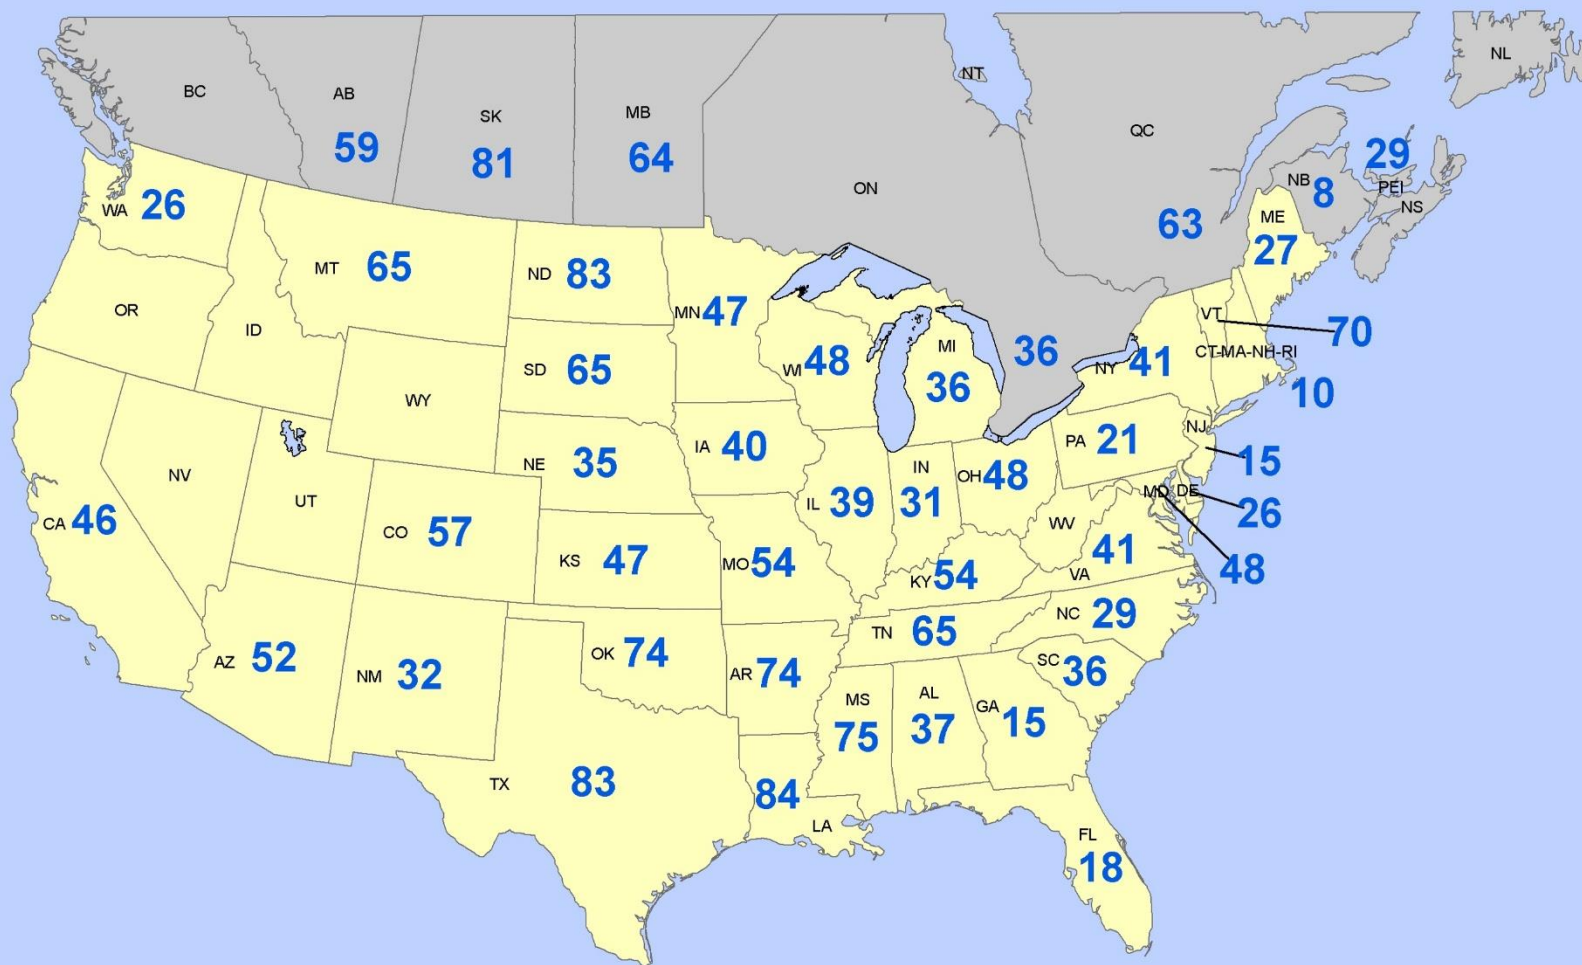 NL
NT
BC
AB
59
SK
81
MB
64
ON
QC
63
29
NB 8
PEI
NS
ME
27
WA 26
MT 65
ND 83
MN 47
OR
ID
WY
SD 65
WI 48
MI
36
36
NY 41
VT
70
CT-MA-NH-RI
10
NE 35
IA 40
PA 21
NJ
15
NV
UT
CA 46
CO 57
KS 47
MO 54
IL 39
IN
31
OH 48
WV
MD DE
26
48
VA 41
KY 54
TN 65
NC 29
SC 36
AZ 52
NM 32
OK 74
AR 74
MS
75
AL
37
GA 15
TX 83
84
LA
FL
18